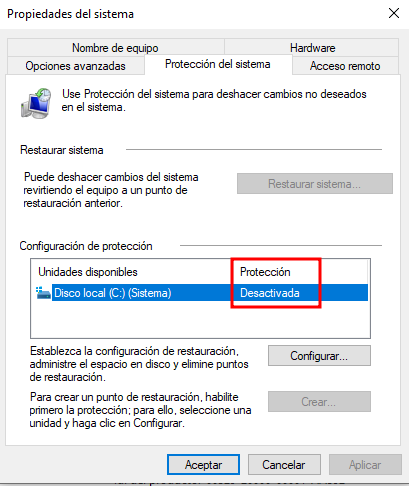 Propiedades del sistema
Nombre de equipo
Hardware
Opciones avanzadas
Protección del sistema
Acceso remoto
Use Protección del sistema para deshacer cambios no deseados
en el sistema.
Restaurar sistema
Puede deshacer cambios del sistema
revirtiendo el equipo a un punto de
restauración anterior.
Restaurar sistema...
Configuración de protección
Unidades disponibles
Protección
Disco local (C:) (Sistema)
Desactivada
Establezca la configuración de restauración,
administre el espacio en disco y elimine puntos
de restauración.
Configurar...
Para crear un punto de restauración, habilite
primero la protección; para ello, seleccione una
unidad y haga clic en Configurar.
Crear...
Aceptar
Cancelar
Aplicar